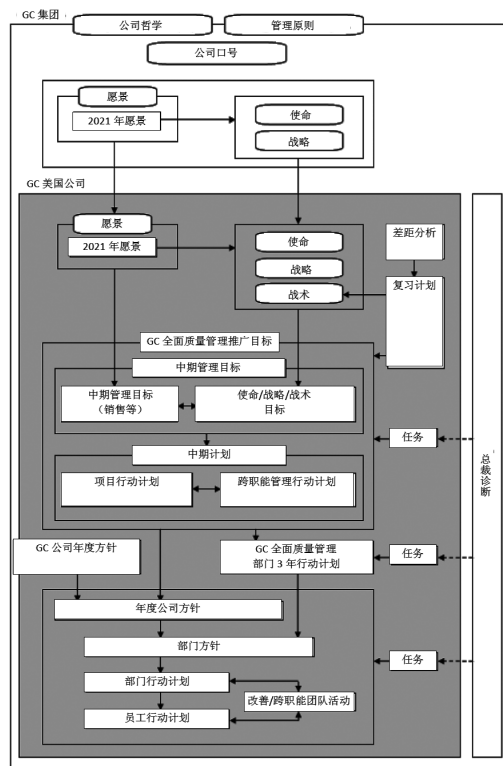 GC 集团
公司哲学
管理原则
公司口号
愿景
2021 年愿景
使命
战略
GC 美国公司
愿景
2021 年愿景
使命
战略
战术
差距分析
复习计划
GC 全面质量管理推广目标
中期管理目标
中期管理目标
（销售等）
使命/战略/战术
目标
中期计划
项目行动计划
跨职能管理行动计划
任务
总裁诊断
GC 公司年度方针
GC 全面质量管理
部门 3 年行动计划
任务
年度公司方针
部门方针
部门行动计划
改善/跨职能团队活动
员工行动计划
任务